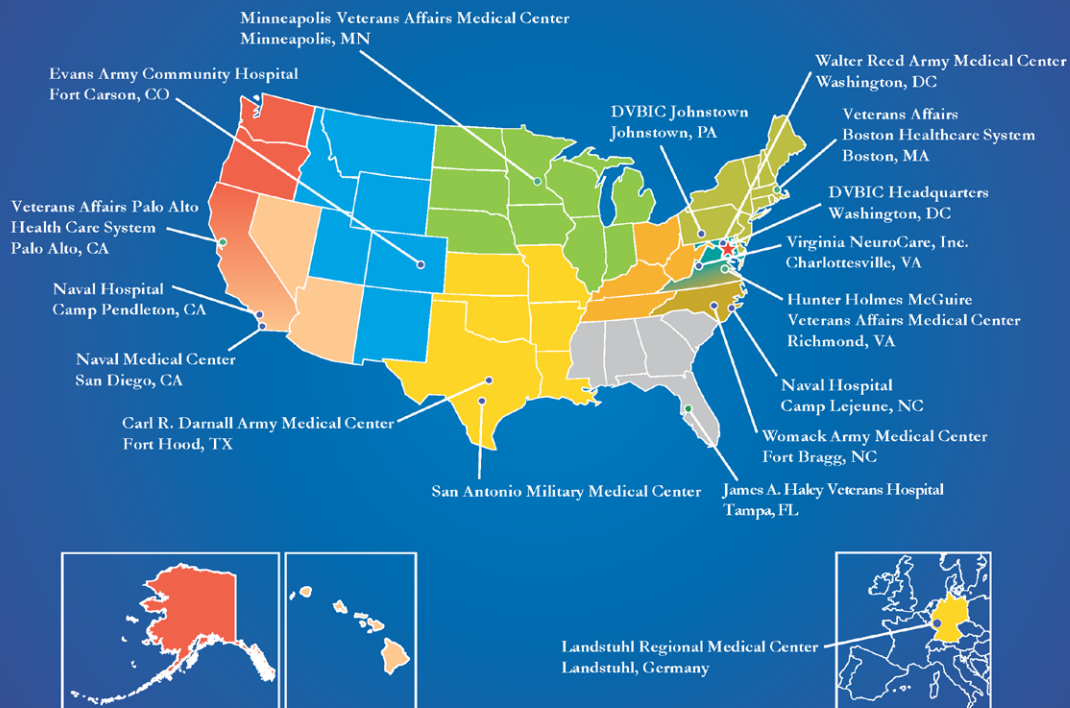 Minneapolis Veterans Affairs Medical Center
Minneapolis, MN
Evans Army Community Hospital
Fort Carson, CO
Walter Reed Army Medical Center
Washington, DC
DVBIC Johnstown
Johnstown, PA
Veterans Affairs
Boston Healthcare System
Boston, MA
DVBIC Headquarters
Washington, DC
Veterans Affairs Palo Alto
Health Care System
Palo Alto, CA
Virginia NeuroCare, Inc.
Charlottesville, VA
Naval Hospital
Camp Pendleton, CA
Hunter Holmes McGuire
Veterans Affairs Medical Center
Richmond, VA
Naval Medical Center
San Diego, CA
Naval Hospital
Camp Lejeune, NC
Carl R. Darnall Army Medical Center
Fort Hood, TX
Womack Army Medical Center
Fort Bragg, NC
San Antonio Military Medical Center
James A. Haley Veterans Hospital
Tampa, FL
Landstuhl Regional Medical Center
Landstuhl, Germany